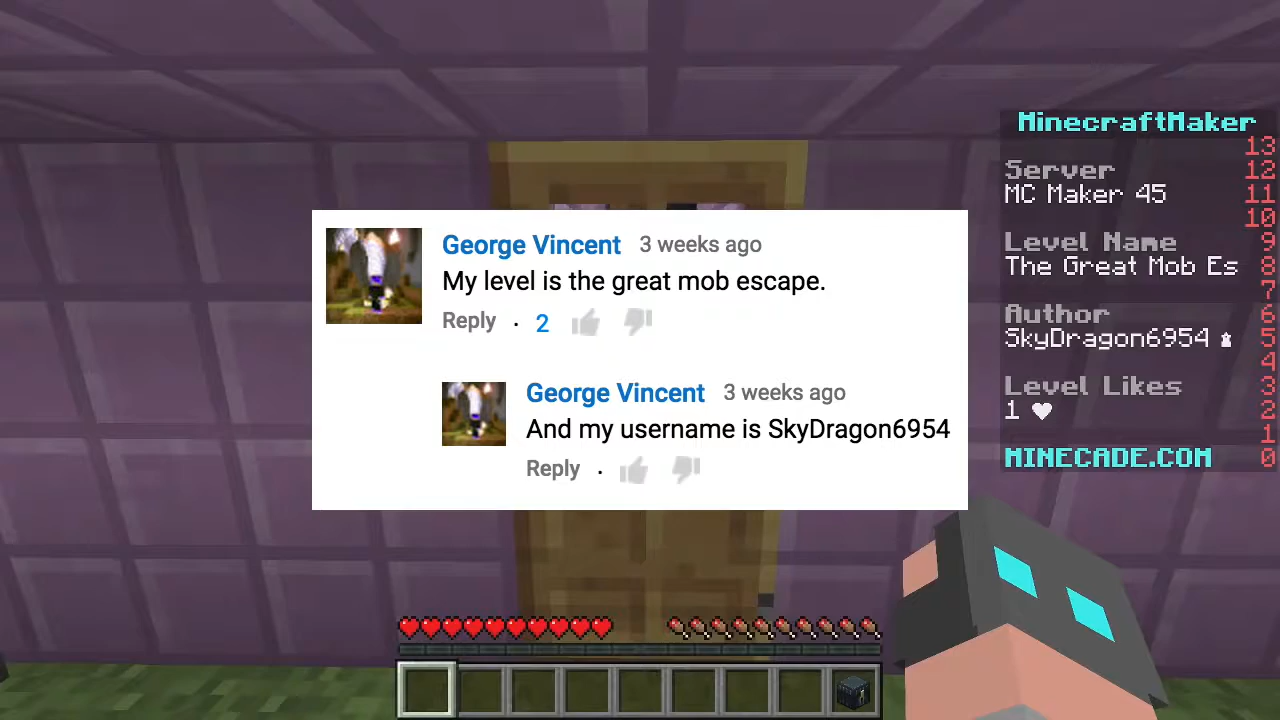 George Vincent 3 weeks ago
My level is the great mob escape.
Reply · 2
George Vincent 3 weeks ago
And my username is SkyDragon6954
Reply ·
MinecraftMaker
13
Server 12
MC Maker 45 11
10
Level Name 9
The Great Mob Es 8
7
Author 6
SkyDragon6954 5
4
Level Likes 3
1 ♥ 2
1
MINECADE.COM 0